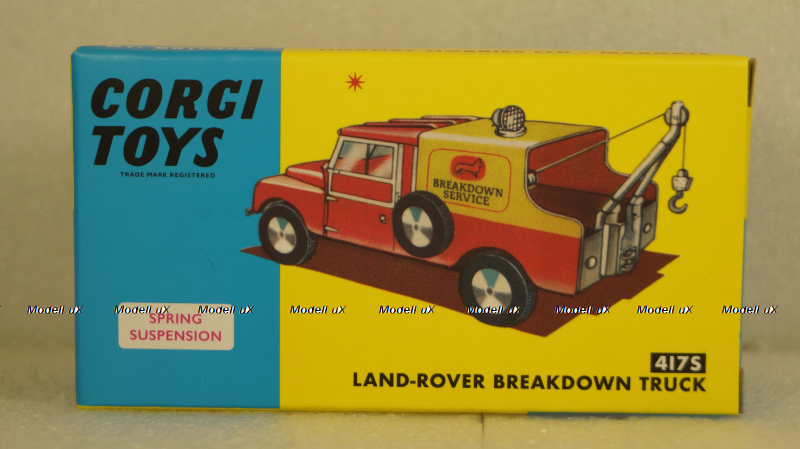 CORGI
TOYS
TRADE MARK REGISTERED
BREAKDOWN
SERVICE
Modell uX Modell uX Modell uX Modell uX Modell uX Modell uX Modell uX Modell uX Modell uX
SPRING
SUSPENSION
417S
LAND-ROVER BREAKDOWN TRUCK